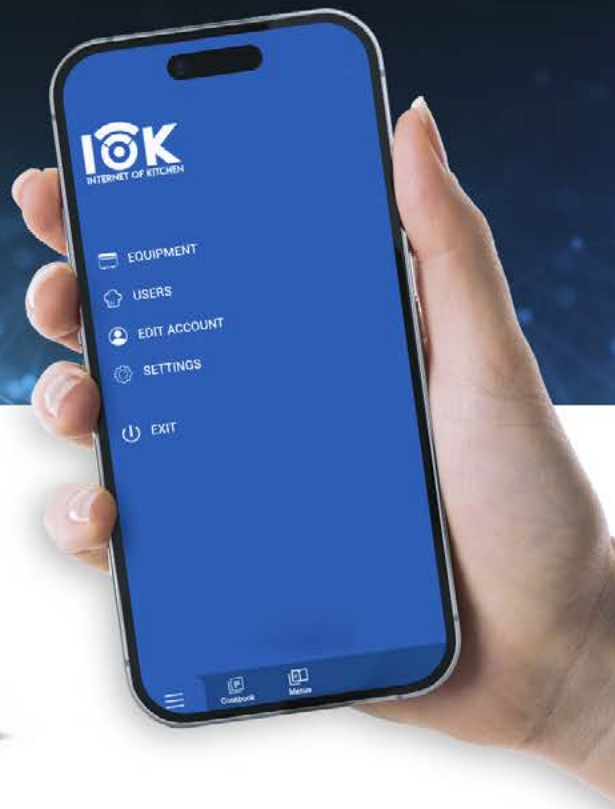 IOK
INTERNET OF KITCHEN
EQUIPMENT
USERS
EDIT ACCOUNT
SETTINGS
EXIT
Cookbook
Menus